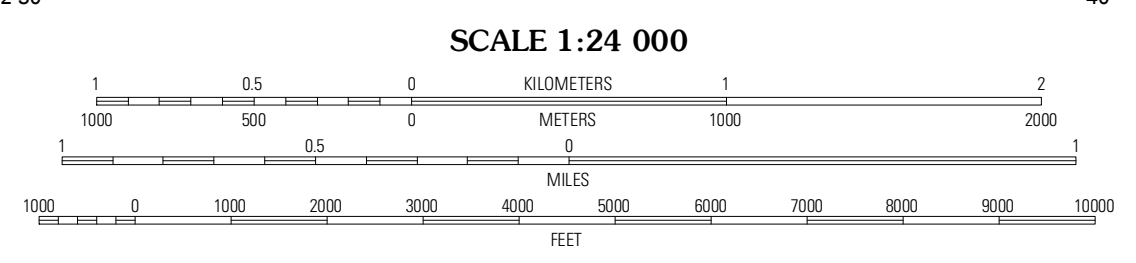 SCALE 1:24 000
1 0.5 0 KILOMETERS 1 2
1000 500 0 METERS 1000 2000
1 0.5 0 1
MILES
1000 0 1000 2000 3000 4000 5000 6000 7000 8000 9000 10000
FEET